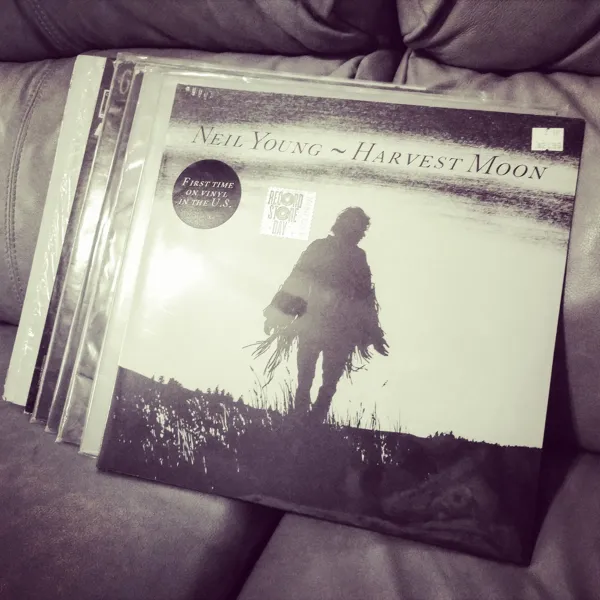 NEIL YOUNG ~ HARVEST MOON
FIRST TIME
ON VINYL
IN THE U.S.
RECORD
STORE
DAY